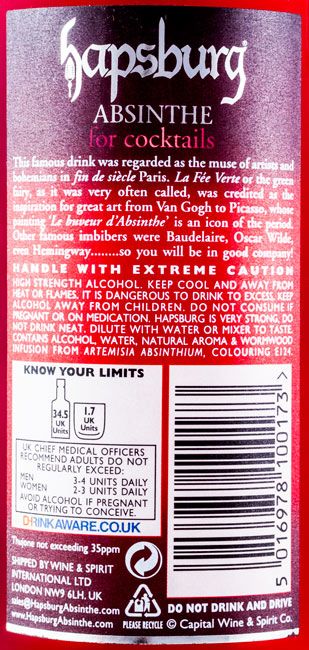 hapsburg
ABSINTHE
for cocktails
This famous drink was regarded as the muse of artists and
bohemians in fin de siècle Paris. La Fée Verte or the green
fairy, as it was very often called, was credited as the
inspiration for great art from Van Gogh to Picasso, whose
painting 'Le buveur d'Absinthe' is an icon of the period.
Other famous imbibers were Baudelaire, Oscar Wilde,
even Hemingway........so you will be in good company!
HANDLE WITH EXTREME CAUTION
HIGH STRENGTH ALCOHOL. KEEP COOL AND AWAY FROM
HEAT OR FLAMES. IT IS DANGEROUS TO DRINK TO EXCESS. KEEP
ALCOHOL AWAY FROM CHILDREN. DO NOT CONSUME IF
PREGNANT OR ON MEDICATION. HAPSBURG IS VERY STRONG, DO
NOT DRINK NEAT. DILUTE WITH WATER OR MIXER TO TASTE.
CONTAINS ALCOHOL, WATER, NATURAL AROMA & WORMWOOD
INFUSION FROM ARTEMISIA ABSINTHIUM, COLOURING E124.
KNOW YOUR LIMITS
34.5
UK
Units
1.7
UK
Units
UK CHIEF MEDICAL OFFICERS
RECOMMEND ADULTS DO NOT
REGULARLY EXCEED:
MEN 3-4 UNITS DAILY
WOMEN 2-3 UNITS DAILY
AVOID ALCOHOL IF PREGNANT
OR TRYING TO CONCEIVE
DRINKAWARE.CO.UK
Thujone not exceeding 35ppm
SHIPPED BY WINE & SPIRIT
INTERNATIONAL LTD
LONDON NW9 6LH. UK
sales@HapsburgAbsinthe.com
www.HapsburgAbsinthe.com
PLEASE RECYCLE
5 016978 100173 >
DO NOT DRINK AND DRIVE
© Capital Wine & Spirit Co.